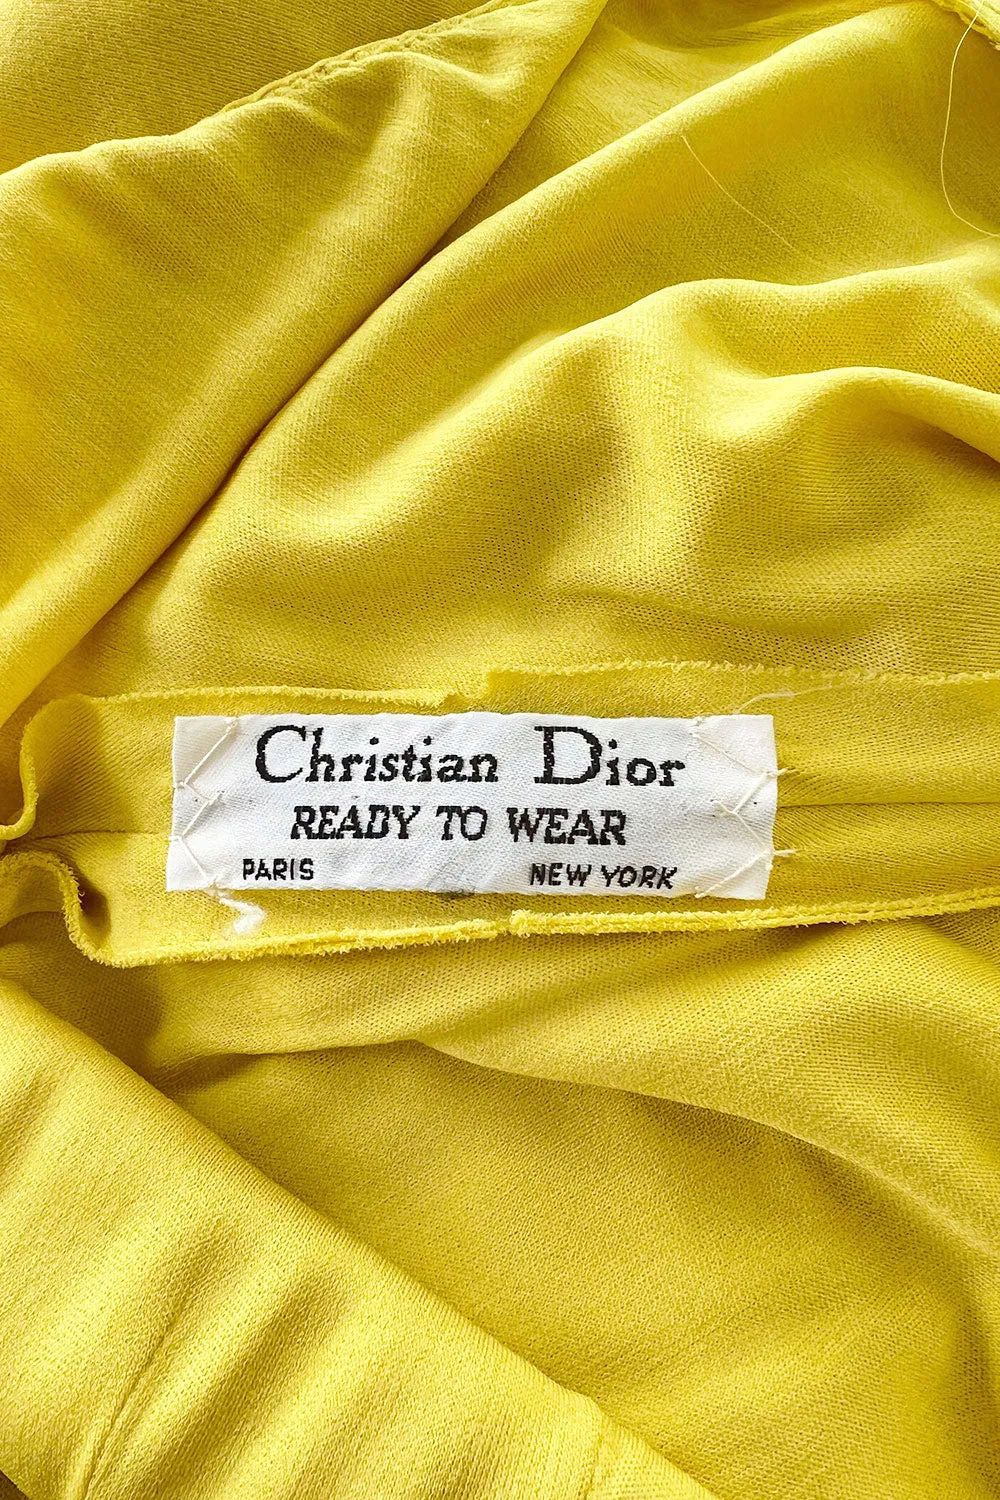 Christian Dior
READY TO WEAR
PARIS NEW YORK